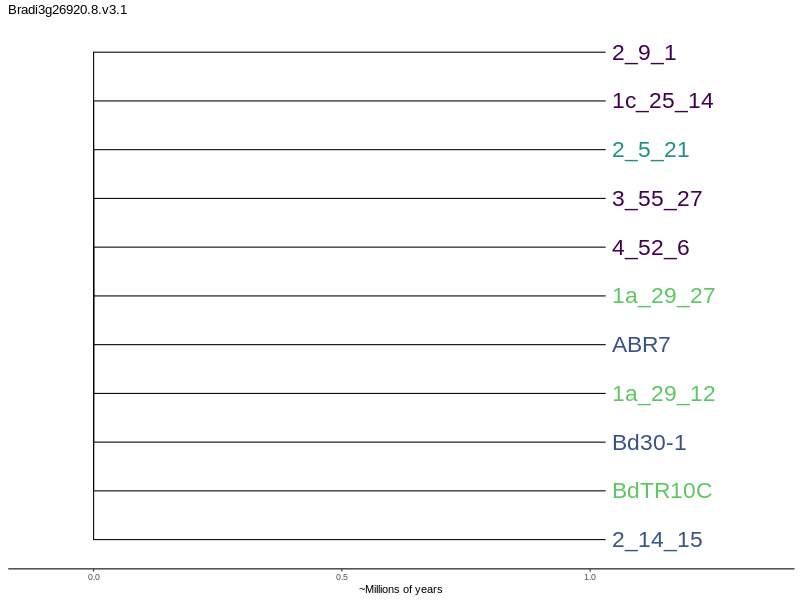 Bradi3g26920.8.v3.1
2_9_1
1c_25_14
2_5_21
3_55_27
4_52_6
1a_29_27
ABR7
1a_29_12
Bd30-1
BdTR10C
2_14_15
0.0 0.5 1.0
~Millions of years